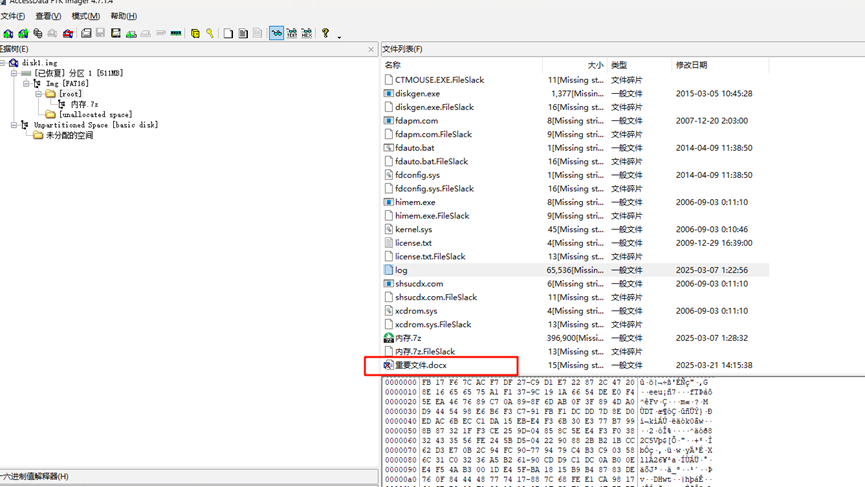 AccessData FTK Imager 4.7.1.4
文件(F) 查看(V) 模式(M) 帮助(H)
证据树(E)
disk1.img
[已恢复] 分区 1 [511MB]
Img [FAT16]
[root]
内存.7z
[unallocated space]
Unpartitioned Space [basic disk]
未分配的空间
文件列表(F)
名称 大小 类型 修改日期
CTMOUSE.EXE.FileSlack 11[Missing st... 文件碎片
diskgen.exe 1,377[Missin... 一般文件 2015-03-05 10:45:28
diskgen.exe.FileSlack 16[Missing st... 文件碎片
fdapm.com 8[Missing stri... 一般文件 2007-12-20 2:03:00
fdapm.com.FileSlack 9[Missing stri... 文件碎片
fdauto.bat 1[Missing stri... 一般文件 2014-04-09 11:38:50
fdauto.bat.FileSlack 16[Missing st... 文件碎片
fdconfig.sys 1[Missing stri... 一般文件 2014-04-09 11:38:50
fdconfig.sys.FileSlack 16[Missing st... 文件碎片
himem.exe 8[Missing stri... 一般文件 2006-09-03 0:11:10
himem.exe.FileSlack 9[Missing stri... 文件碎片
kernel.sys 45[Missing st... 一般文件 2006-09-03 0:10:46
license.txt 4[Missing stri... 一般文件 2009-12-29 16:39:00
license.txt.FileSlack 13[Missing st... 文件碎片
log 65,536[Missin... 一般文件 2025-03-07 1:22:56
shsucdx.com 6[Missing stri... 一般文件 2006-09-03 0:11:10
shsucdx.com.FileSlack 11[Missing st... 文件碎片
xcdrom.sys 4[Missing stri... 一般文件 2006-09-03 0:11:10
xcdrom.sys.FileSlack 13[Missing st... 文件碎片
内存.7z 396,900[Missi... 一般文件 2025-03-07 1:28:32
内存.7z.FileSlack 13[Missing st... 文件碎片
重要文件.docx 15[Missing st... 一般文件 2025-03-21 14:15:38
0000000 FB 17 F6 7C AC F7 DF 27-C9 D1 E7 22 87 2C 47 20
0000010 8E 16 65 65 75 A1 F1 37-9C 19 1A 66 54 DE E0 F4
0000020 5E EA 46 76 89 C7 0A 89-8F 6D AB 0F 3F 89 4D A0
0000030 D9 44 54 98 E6 B6 F3 C7-91 FB F1 DC DD 7D 8E D0
0000040 ED AC 6B EC C1 DA 15 EB-E4 F3 6B 30 E3 77 B7 99
0000050 8B 87 32 1F F3 CE 25 9D-04 85 8C 5E E4 F3 F0 38
0000060 32 43 35 56 FE 24 5B D5-04 22 90 88 2B B2 1B CC
0000070 62 D3 E7 0B 2C 94 FC 90-77 94 79 C4 B3 C9 03 58
0000080 6C 31 C0 32 36 A5 B2 61-90 CD D9 C1 DC 0A B0 0E
0000090 E4 F5 4A B3 00 1D E4 5F-BA 18 15 B9 B4 87 83 DE
00000a0 76 0F 84 44 48 77 74 17-88 7C 68 FE E1 CA 98 17
十六进制值解释器(H)